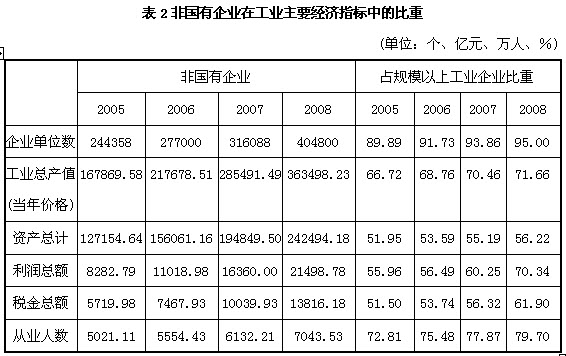 表 2 非国有企业在工业主要经济指标中的比重
（单位：个、亿元、万人、%）
非国有企业 占规模以上工业企业比重
2005 2006 2007 2008 2005 2006 2007 2008
企业单位数 244358 277000 316088 404800 89.89 91.73 93.86 95.00
工业总产值 167869.58 217678.51 285491.49 363498.23 66.72 68.76 70.46 71.66
(当年价格)
资产总计 127154.64 156061.16 194849.50 242494.18 51.95 53.59 55.19 56.22
利润总额 8282.79 11018.98 16360.00 21498.78 55.96 56.49 60.25 70.34
税金总额 5719.98 7467.93 10039.93 13816.18 51.50 53.74 56.32 61.90
从业人数 5021.11 5554.43 6132.21 7043.53 72.81 75.48 77.87 79.70